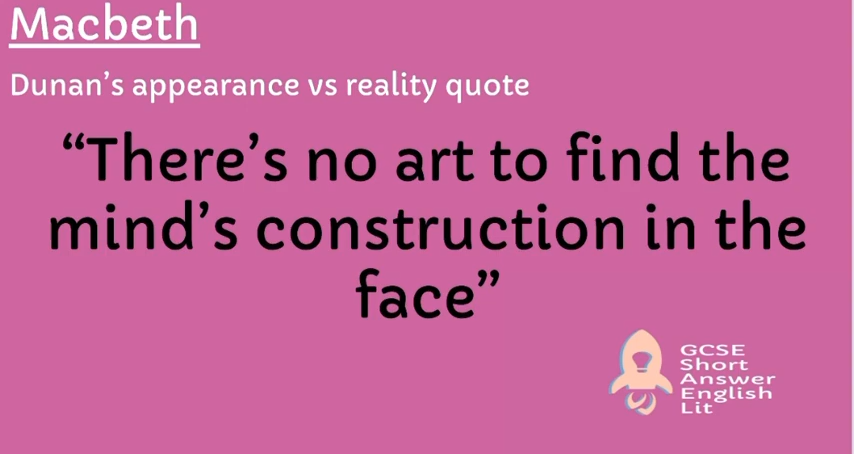 Macbeth
Dunan's appearance vs reality quote
“There's no art to find the
mind's construction in the
face”
GCSE
Short
Answer
English
Lit